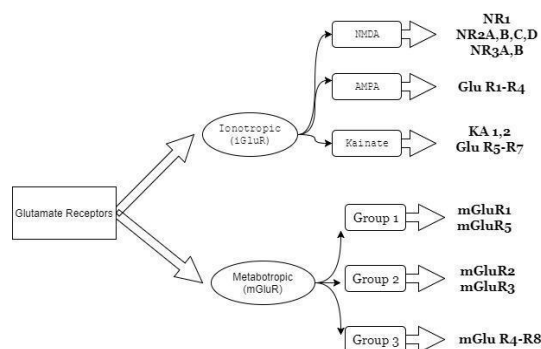 Glutamate Receptors
Ionotropic
(iGluR)
NMDA
NR1
NR2A,B,C,D
NR3A,B
AMPA
Glu R1-R4
Kainate
KA 1,2
Glu R5-R7
Metabotropic
(mGluR)
Group 1
mGluR1
mGluR5
Group 2
mGluR2
mGluR3
Group 3
mGlu R4-R8